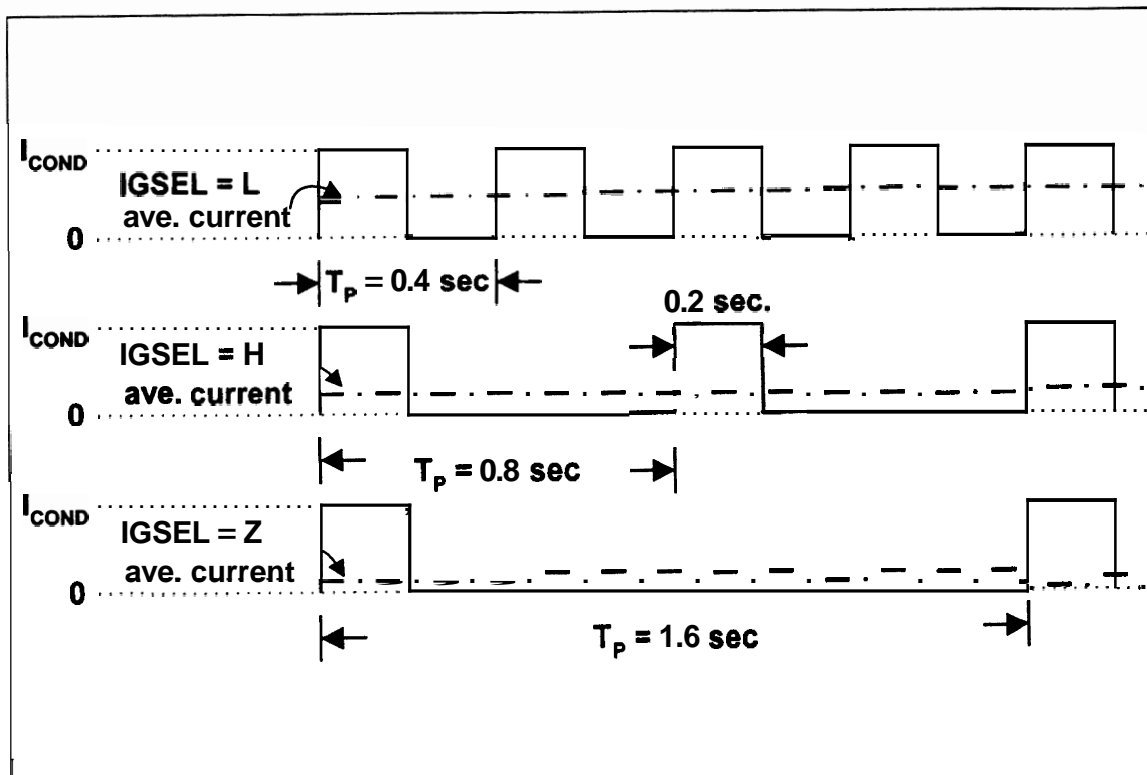 I_COND
IGSEL = L
ave. current
0
T_P = 0.4 sec
0.2 sec.
I_COND
IGSEL = H
ave. current
0
T_P = 0.8 sec
I_COND
IGSEL = Z
ave. current
0
T_P = 1.6 sec